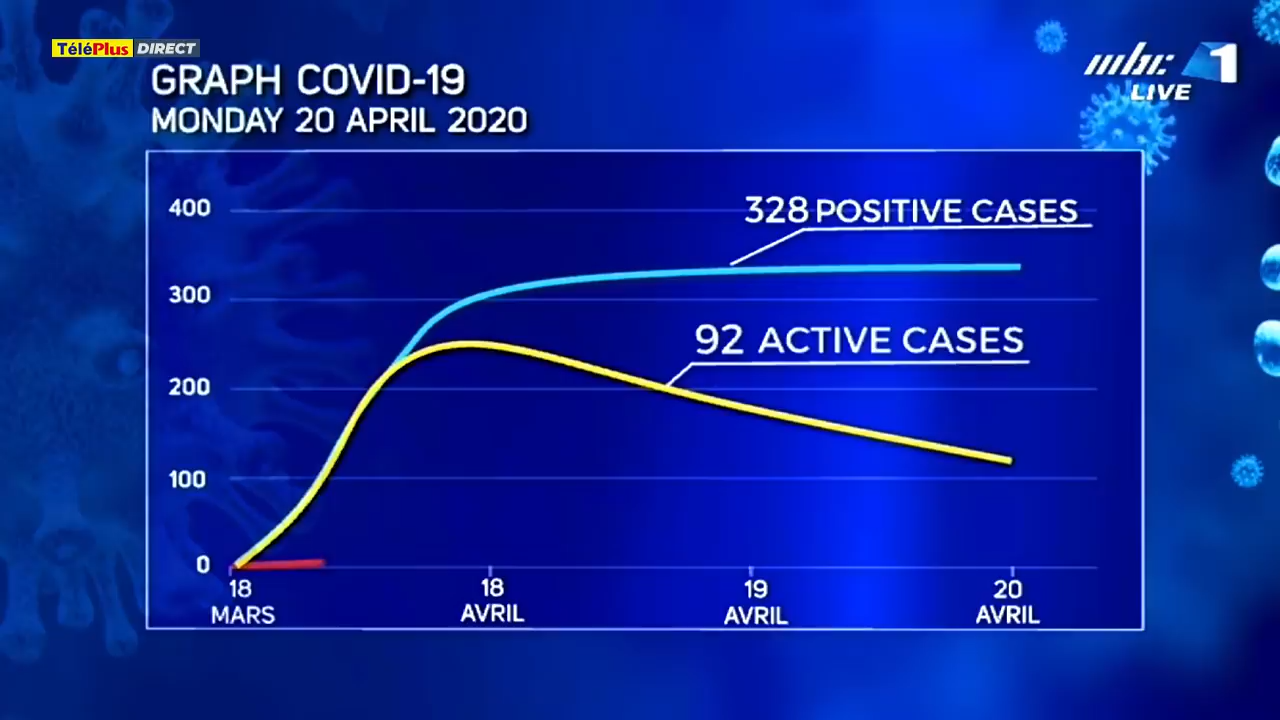 TéléPlus DIRECT
mbc 1
LIVE
GRAPH COVID-19
MONDAY 20 APRIL 2020
400
328 POSITIVE CASES
300
92 ACTIVE CASES
200
100
0
18 MARS
18 AVRIL
19 AVRIL
20 AVRIL